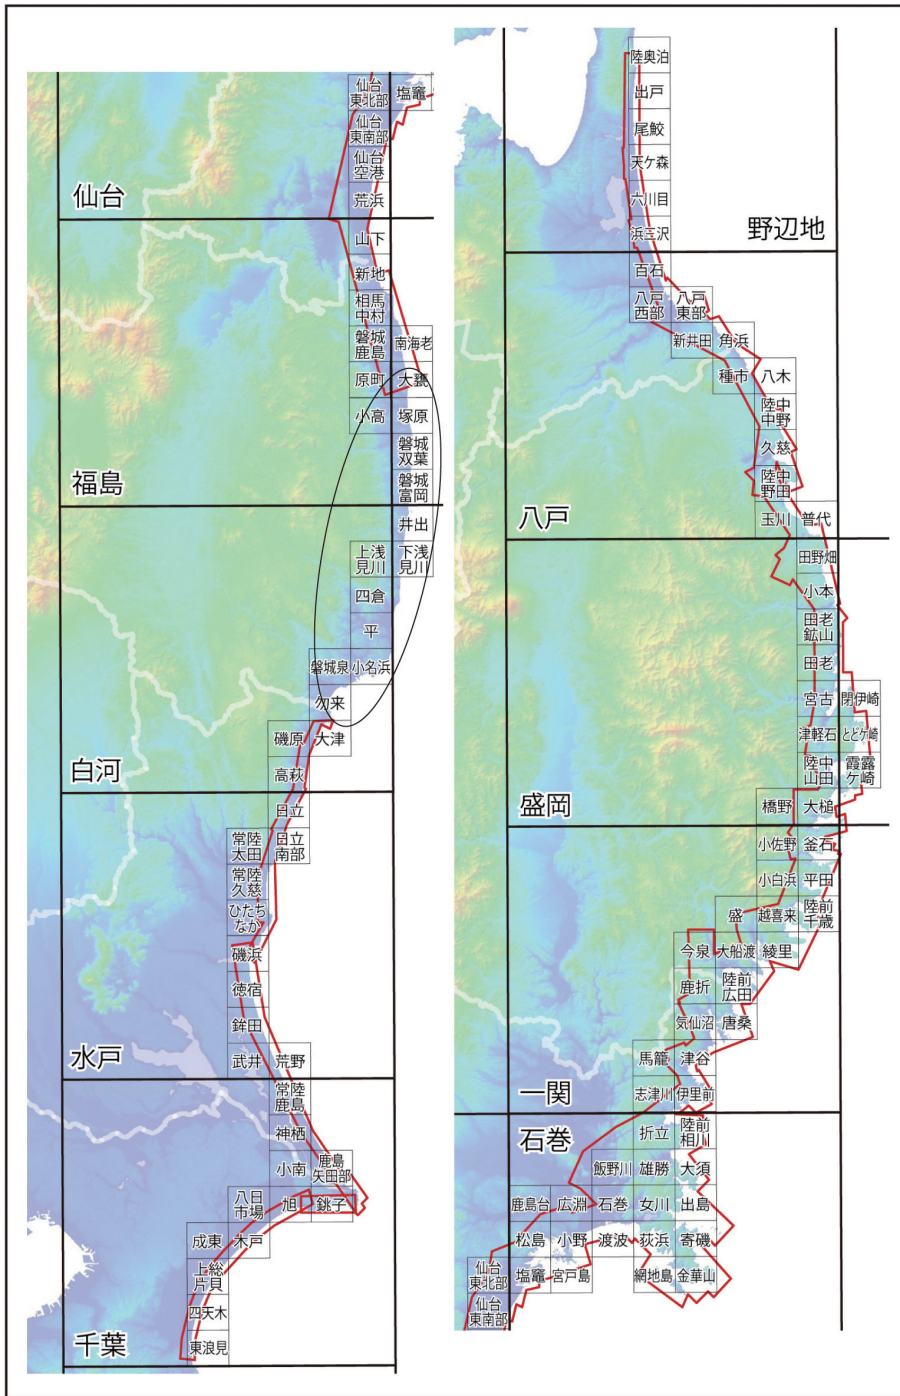 仙台
東北部
塩竈
仙台
東南部
仙台
空港
荒浜
仙台
山下
新地
相馬
中村
磐城
鹿島
南海老
原町
大甕
小高
塚原
磐城
双葉
磐城
富岡
福島
井出
上浅
見川
下浅
見川
四倉
平
磐城泉
小名浜
勿来
磯原
大津
高萩
白河
日立
常陸
太田
日立
南部
常陸
久慈
ひたち
なか
磯浜
徳宿
鉾田
武井
荒野
水戸
常陸
鹿島
神栖
小南
鹿島
矢田部
八日
市場
旭
銚子
成東
木戸
上総
片貝
四天木
東浪見
千葉
陸奥泊
出戸
尾鮫
天ケ森
六川目
浜三沢
野辺地
百石
八戸
西部
八戸
東部
新井田
角浜
種市
八木
陸中
中野
久慈
陸中
野田
玉川
普代
八戸
田野畑
小本
田老
鉱山
田老
宮古
閉伊崎
津軽石
とどケ崎
陸中
山田
霞露
ケ崎
橋野
大槌
盛岡
小佐野
釜石
小白浜
平田
盛
越喜来
陸前
千歳
今泉
大船渡
綾里
鹿折
陸前
広田
気仙沼
唐桑
馬籠
津谷
志津川
伊里前
一関
石巻
折立
陸前
相川
飯野川
雄勝
大須
鹿島台
広淵
石巻
女川
出島
松島
小野
渡波
荻浜
寄磯
仙台
東北部
塩竈
宮戸島
網地島
金華山
仙台
東南部